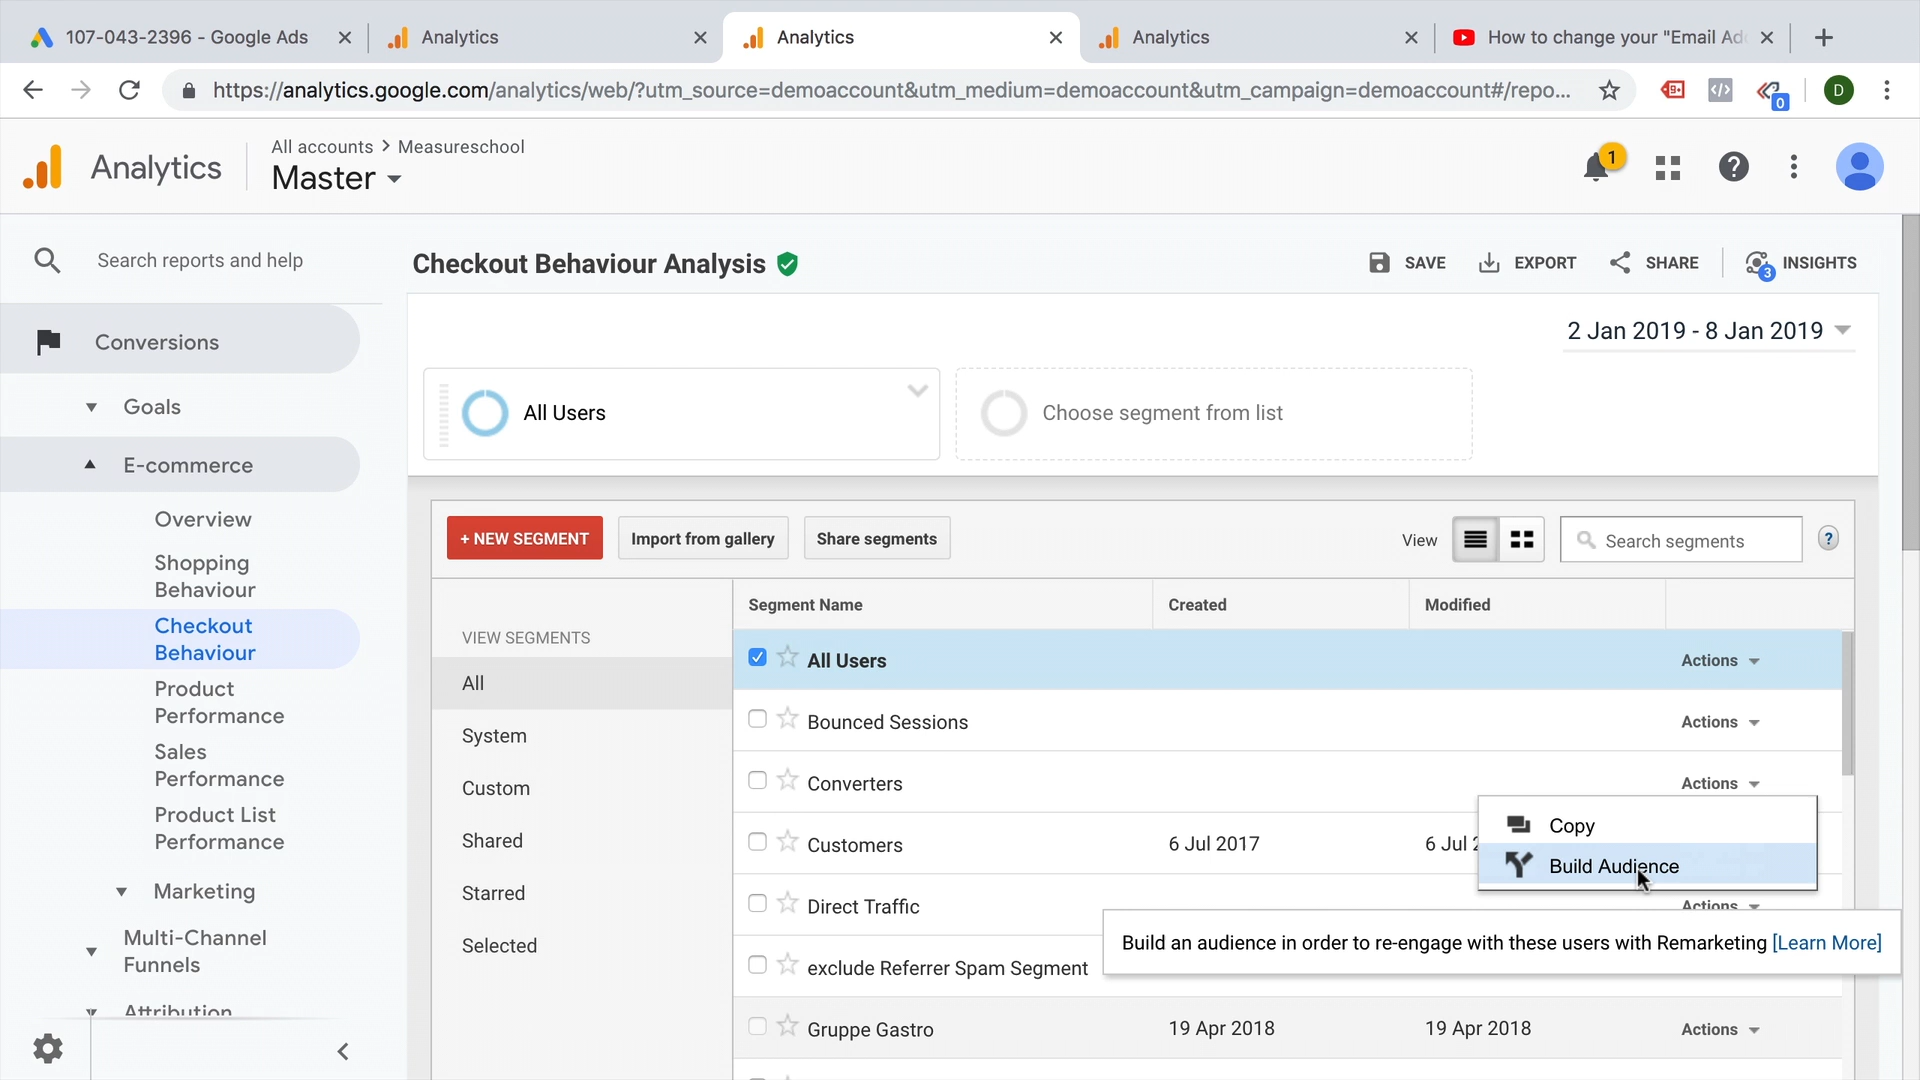 107-043-2396 - Google Ads
Analytics
Analytics
Analytics
How to change your "Email Ad
https://analytics.google.com/analytics/web/?utm_source=demoaccount&utm_medium=demoaccount&utm_campaign=demoaccount#/repo...
0
D
Analytics
All accounts > Measureschool
Master
1
Search reports and help
Conversions
Goals
E-commerce
Overview
Shopping
Behaviour
Checkout
Behaviour
Product
Performance
Sales
Performance
Product List
Performance
Marketing
Multi-Channel
Funnels
Attribution
Checkout Behaviour Analysis
SAVE
EXPORT
SHARE
3
INSIGHTS
2 Jan 2019 - 8 Jan 2019
All Users
Choose segment from list
+ NEW SEGMENT
Import from gallery
Share segments
View
Search segments
?
VIEW SEGMENTS
All
System
Custom
Shared
Starred
Selected
Segment Name Created Modified
All Users Actions
Bounced Sessions Actions
Converters Actions
Copy
Customers 6 Jul 2017 6 Jul
Build Audience
Direct Traffic Actions
Build an audience in order to re-engage with these users with Remarketing [Learn More]
exclude Referrer Spam Segment
Gruppe Gastro 19 Apr 2018 19 Apr 2018 Actions